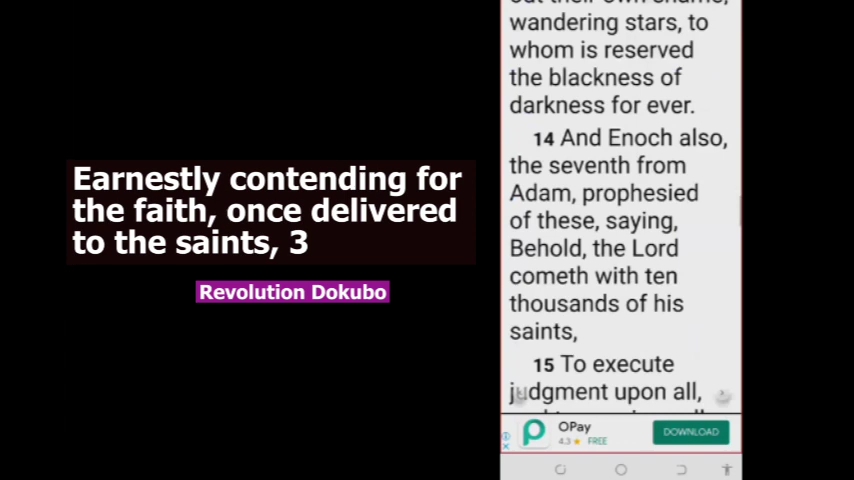 Earnestly contending for
the faith, once delivered
to the saints, 3
Revolution Dokubo
wandering stars, to
whom is reserved
the blackness of
darkness for ever.
14 And Enoch also,
the seventh from
Adam, prophesied
of these, saying,
Behold, the Lord
cometh with ten
thousands of his
saints,
15 To execute
judgment upon all,
OPay
4.3 ★ FREE
DOWNLOAD